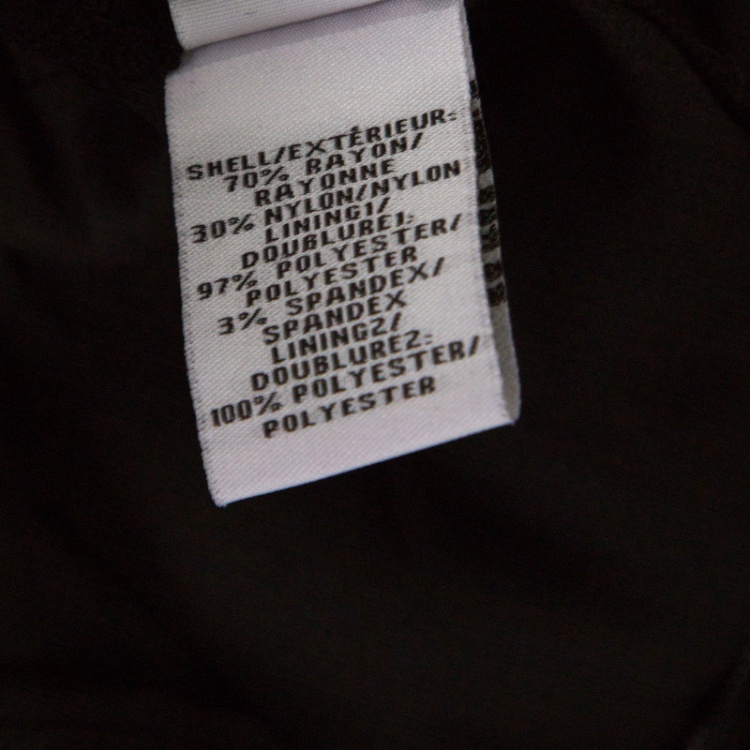 SHELL/EXTÉRIEUR:
70% RAYON/
RAYONNE
30% NYLON/NYLON
LINING1/
DOUBLURE1:
97% POLYESTER/
POLYESTER
3% SPANDEX/
SPANDEX
LINING2/
DOUBLURE2:
100% POLYESTER/
POLYESTER